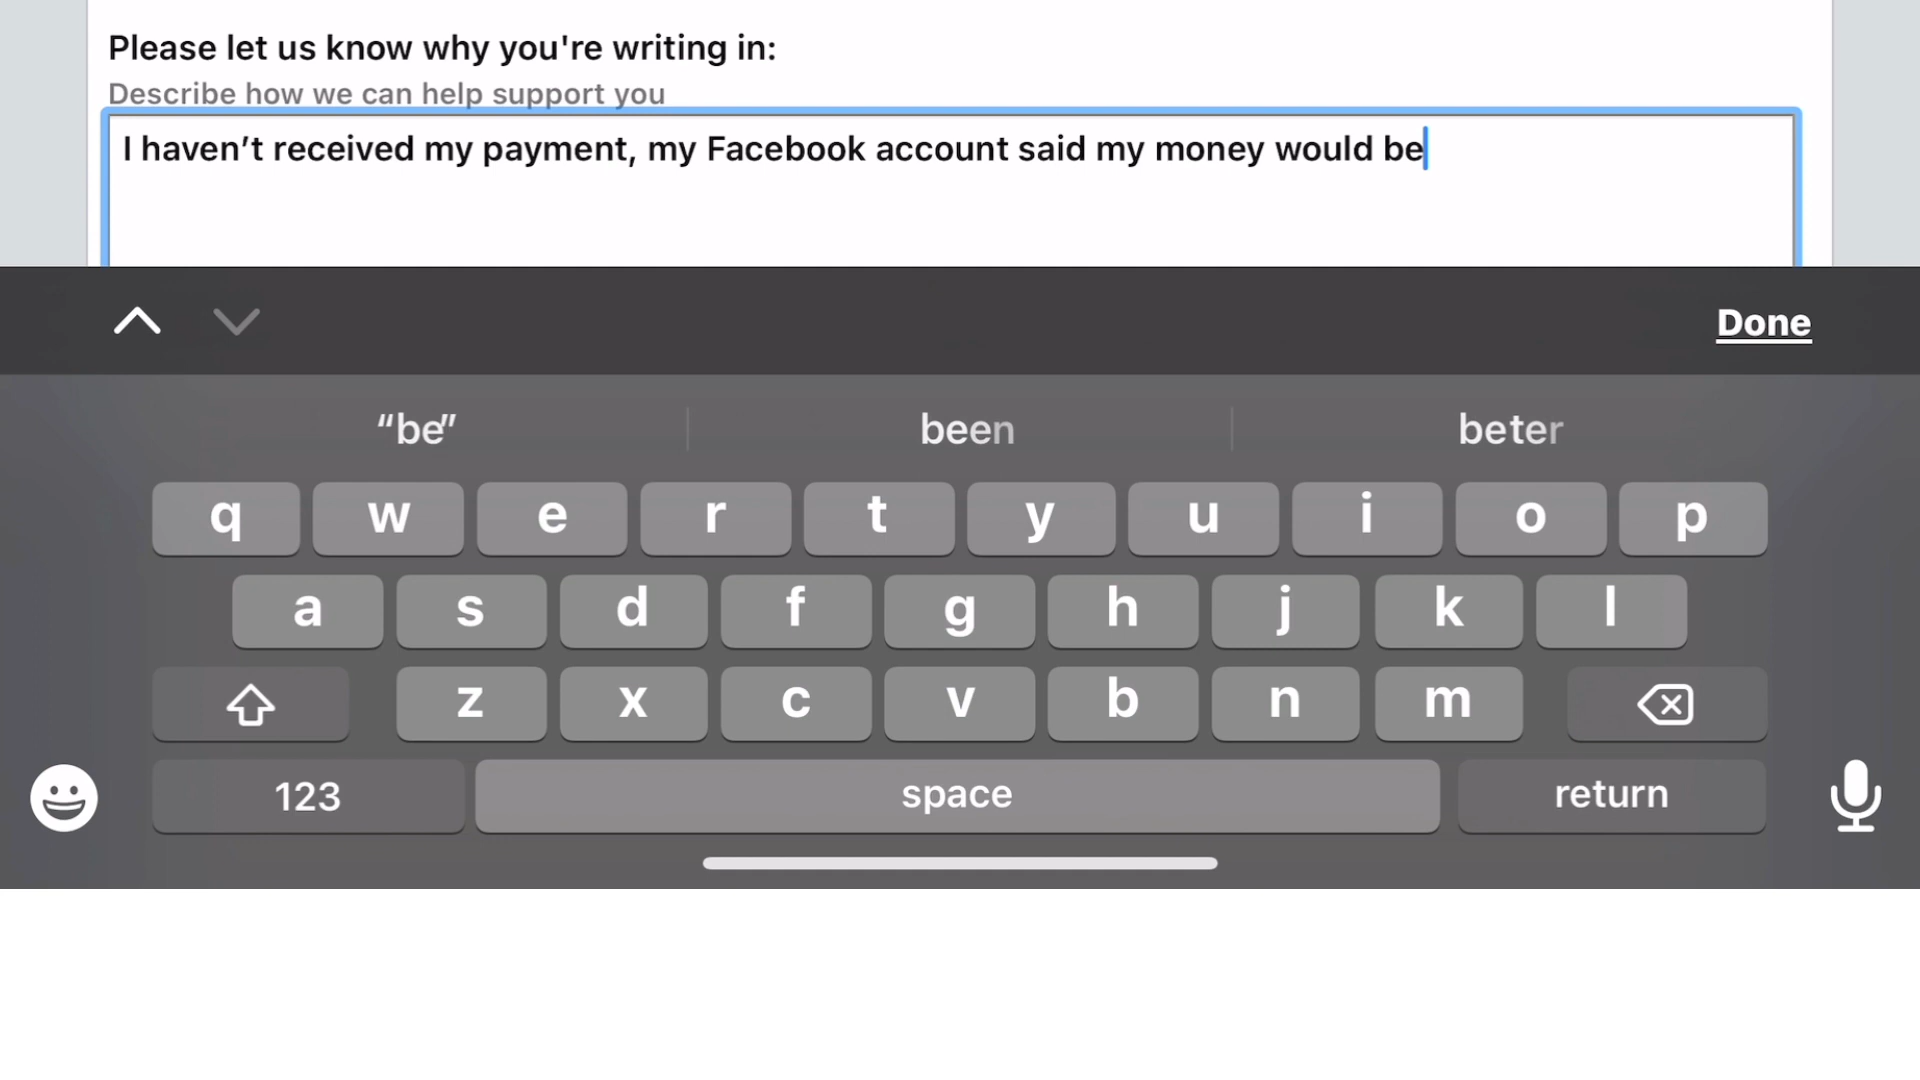 Please let us know why you're writing in:
Describe how we can help support you
I haven’t received my payment, my Facebook account said my money would be
Done
“be” been beter
q w e r t y u i o p
a s d f g h j k l
z x c v b n m
123 space return